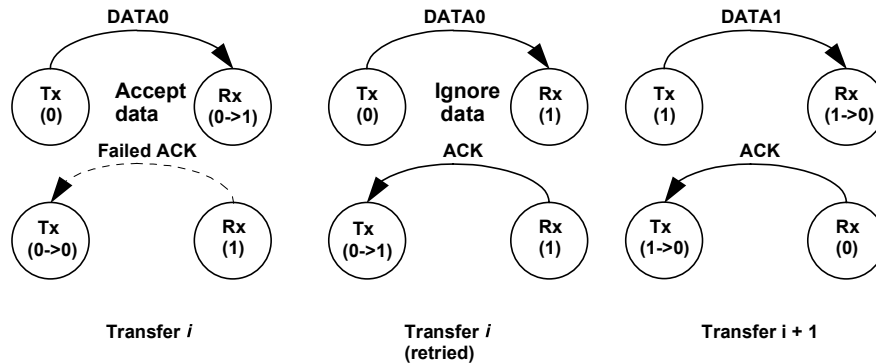 DATA0
DATA0
DATA1
Tx
(0)
Accept
data
Rx
(0->1)
Tx
(0)
Ignore
data
Rx
(1)
Tx
(1)
Rx
(1->0)
Failed ACK
ACK
ACK
Tx
(0->0)
Rx
(1)
Tx
(0->1)
Rx
(1)
Tx
(1->0)
Rx
(0)
Transfer i
Transfer i
(retried)
Transfer i + 1